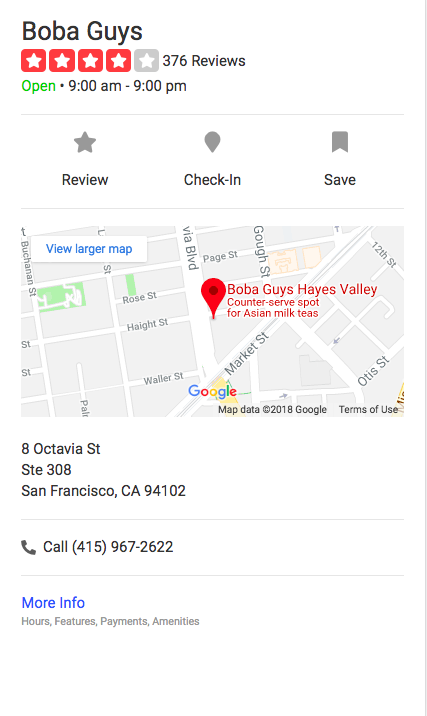 Boba Guys
376 Reviews
Open • 9:00 am - 9:00 pm
Review
Check-In
Save
View larger map
Buchanan St
via Blvd
Page St
Gough St
12th St
Rose St
Haight St
Boba Guys Hayes Valley
Counter-serve spot
for Asian milk teas
St
St
Waller St
Market St
Otis St
Google
Map data ©2018 Google
Terms of Use
8 Octavia St
Ste 308
San Francisco, CA 94102
Call (415) 967-2622
More Info
Hours, Features, Payments, Amenities